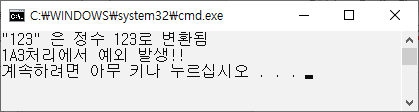 C:\WINDOWS\system32\cmd.exe
"123" 은 정수 123로 변환됨
1A3처리에서 예외 발생!!
계속하려면 아무 키나 누르십시오 . . .